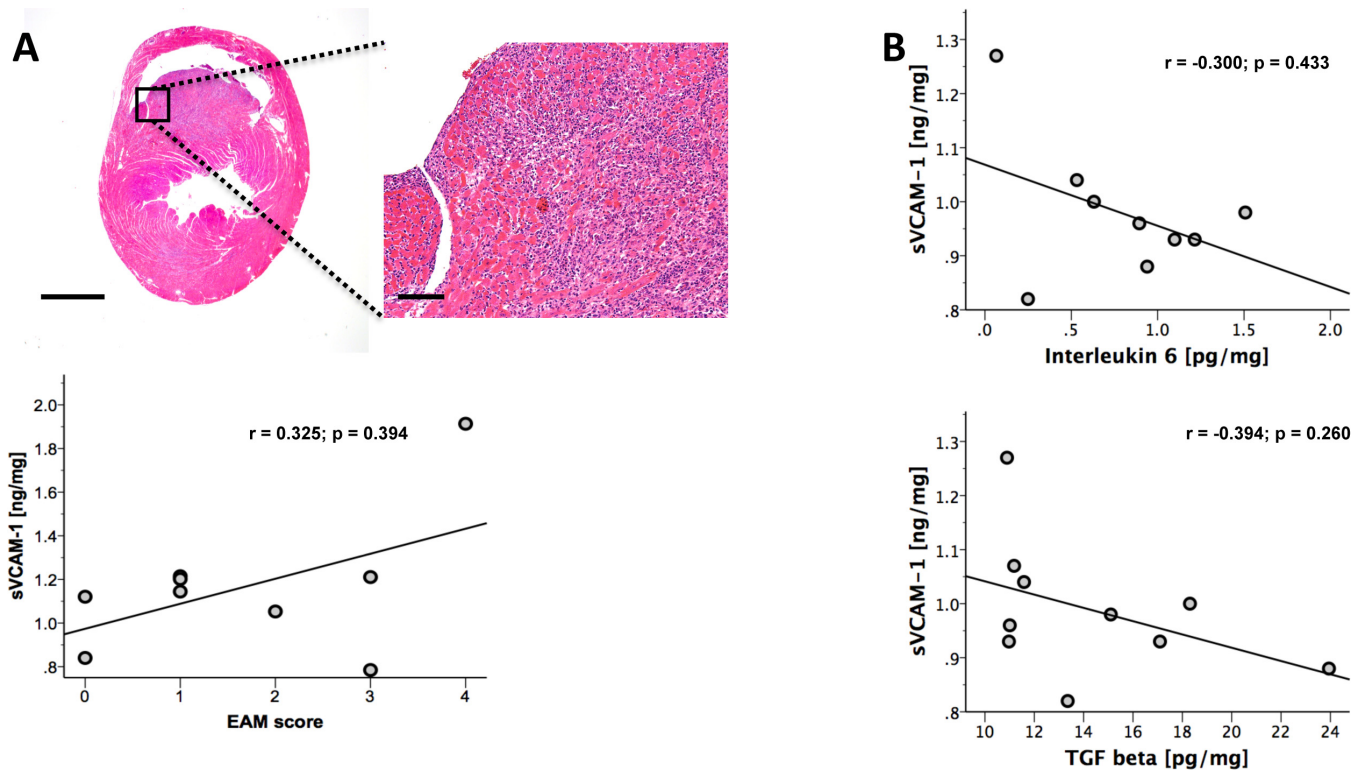 A
B
r = -0.300; p = 0.433
sVCAM-1 [ng/mg]
1.3
1.2
1.1
1.0
.9
.8
.0 .5 1.0 1.5 2.0
Interleukin 6 [pg/mg]
r = 0.325; p = 0.394
sVCAM-1 [ng/mg]
2.0
1.8
1.6
1.4
1.2
1.0
.8
0 1 2 3 4
EAM score
r = -0.394; p = 0.260
sVCAM-1 [ng/mg]
1.3
1.2
1.1
1.0
.9
.8
10 12 14 16 18 20 22 24
TGF beta [pg/mg]